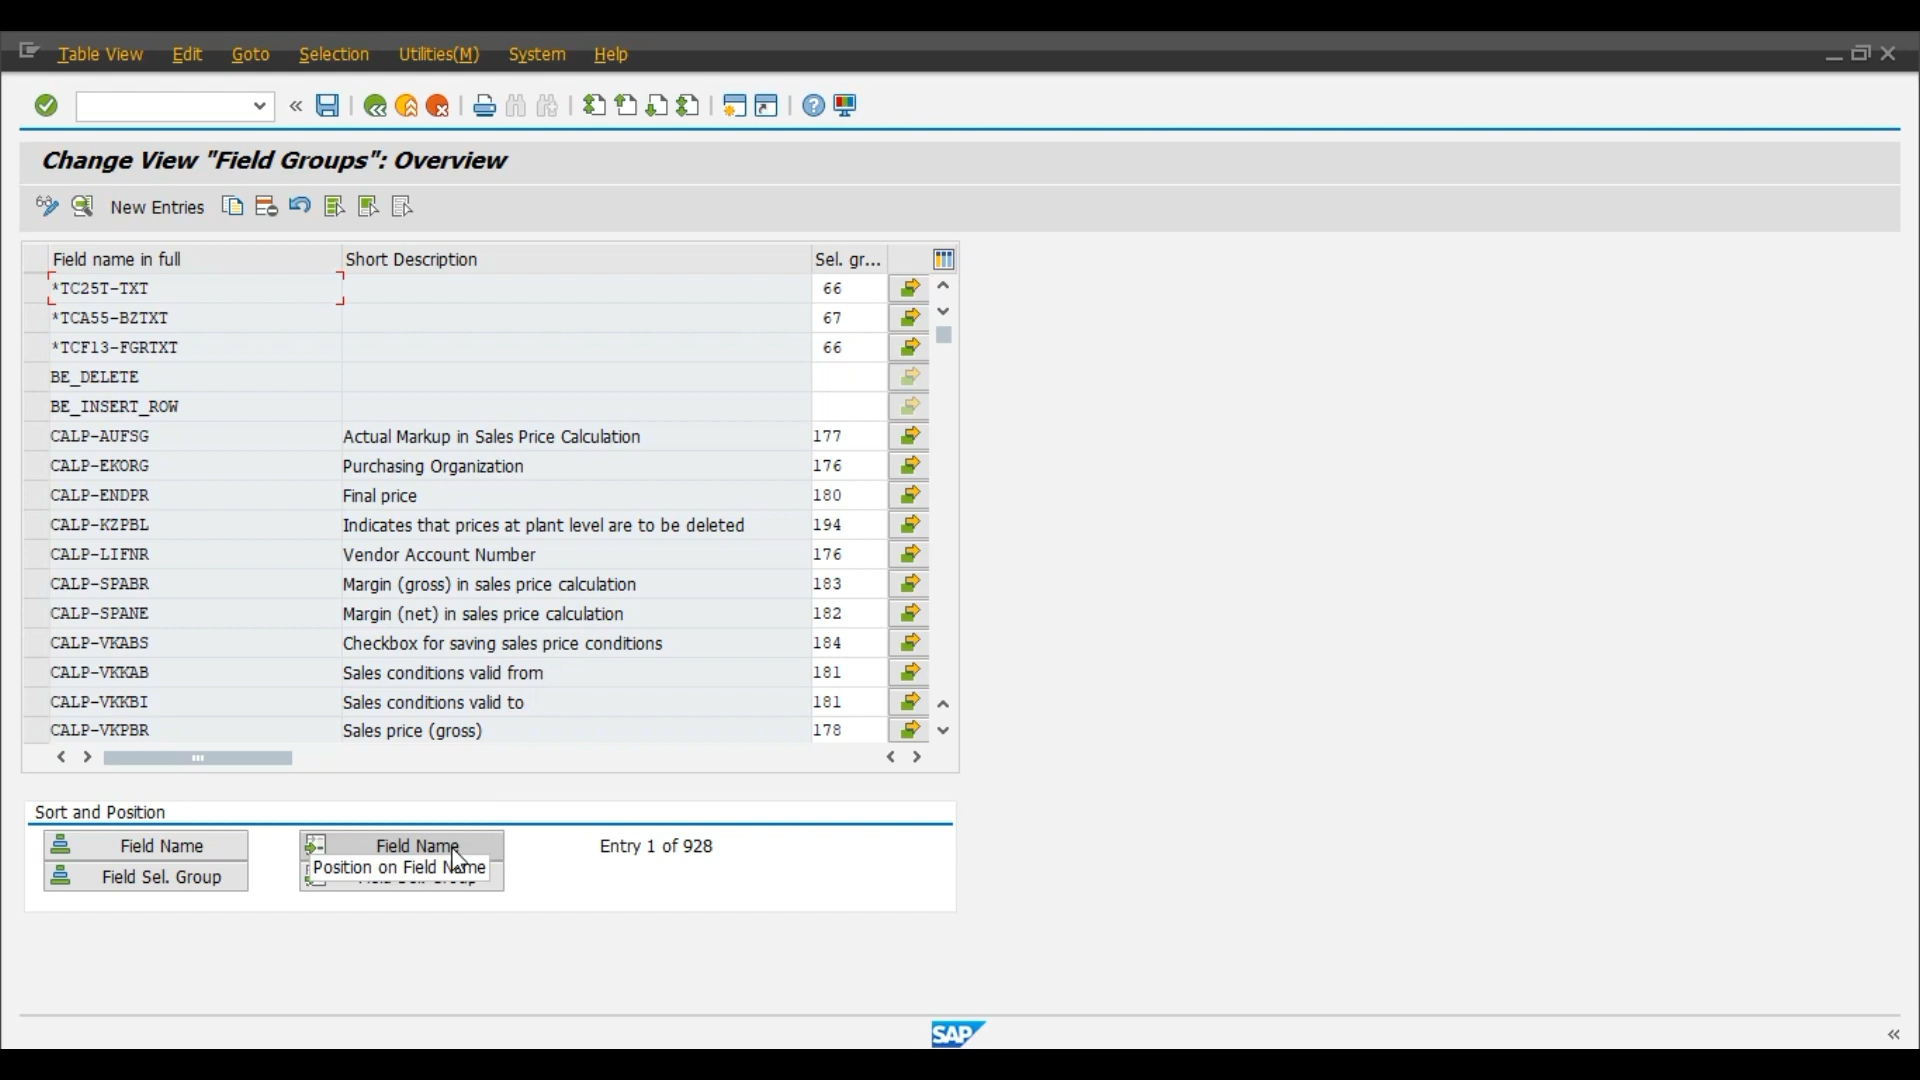 Table View Edit Goto Selection Utilities(M) System Help
Change View "Field Groups": Overview
New Entries
Field name in full Short Description Sel. gr...
*TC25T-TXT 66
*TCA55-BZTXT 67
*TCF13-FGRTXT 66
BE_DELETE
BE_INSERT_ROW
CALP-AUFSG Actual Markup in Sales Price Calculation 177
CALP-EKORG Purchasing Organization 176
CALP-ENDPR Final price 180
CALP-KZPBL Indicates that prices at plant level are to be deleted 194
CALP-LIFNR Vendor Account Number 176
CALP-SPABR Margin (gross) in sales price calculation 183
CALP-SPANE Margin (net) in sales price calculation 182
CALP-VKABS Checkbox for saving sales price conditions 184
CALP-VKKAB Sales conditions valid from 181
CALP-VKKBI Sales conditions valid to 181
CALP-VKPBR Sales price (gross) 178
Sort and Position
Field Name Field Name Entry 1 of 928
Position on Field Name
Field Sel. Group
SAP